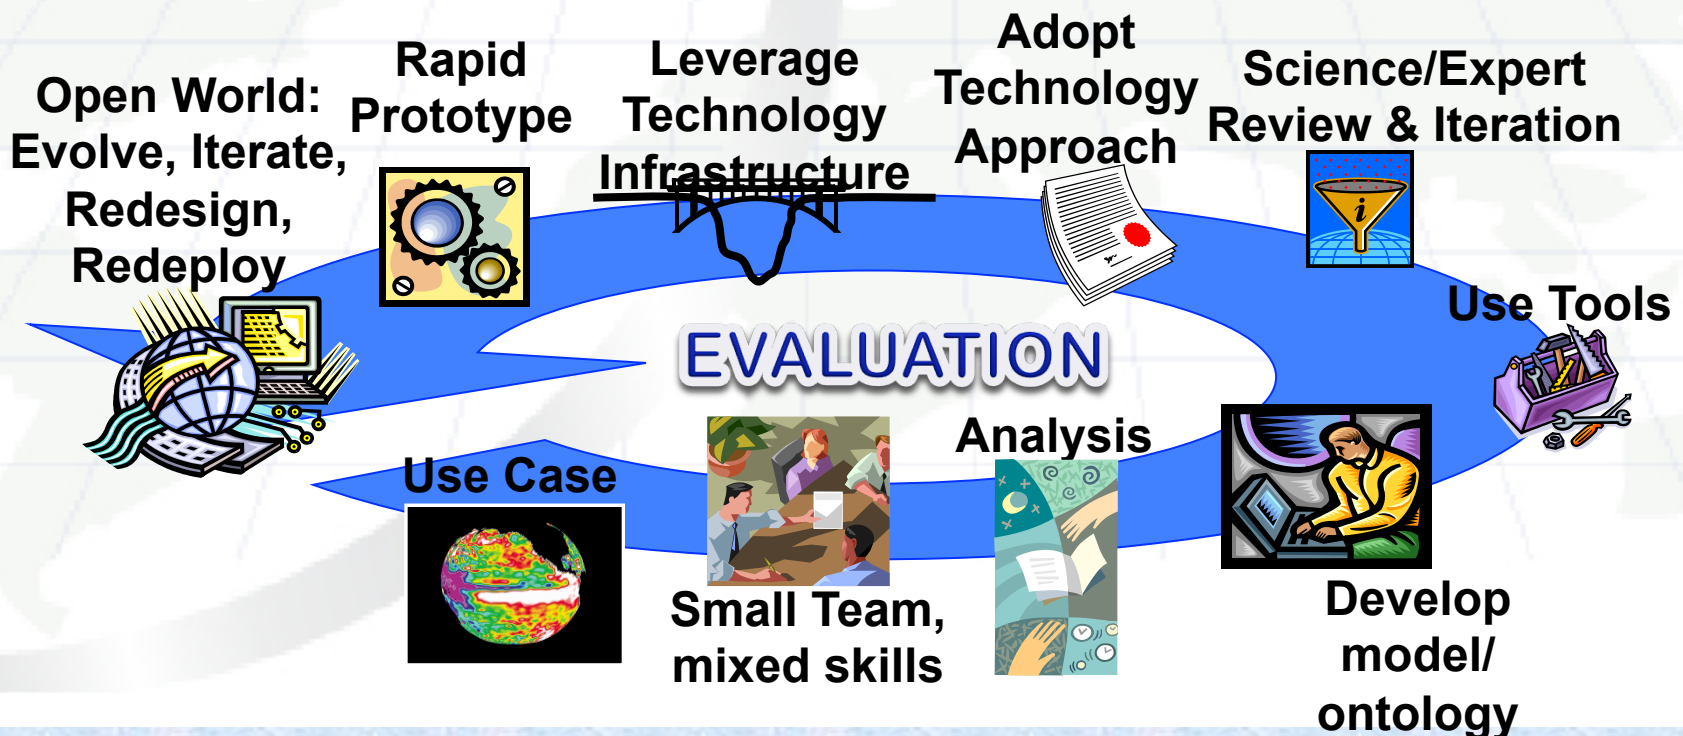 Open World:
Evolve, Iterate,
Redesign,
Redeploy
Rapid
Prototype
Leverage
Technology
Infrastructure
Adopt
Technology
Approach
Science/Expert
Review & Iteration
i
Use Tools
EVALUATION
Analysis
Use Case
Small Team,
mixed skills
Develop
model/
ontology